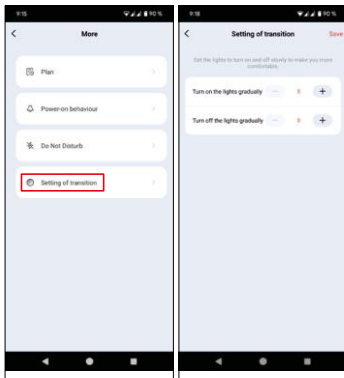 9:15
90 %
More
Plan
Power-on behaviour
Do Not Disturb
Setting of transition
9:16
90 %
Setting of transition
Save
Set the lights to turn on and off slowly to make you more
comfortable.
Turn on the lights gradually − 0 +
Turn off the lights gradually − 0 +